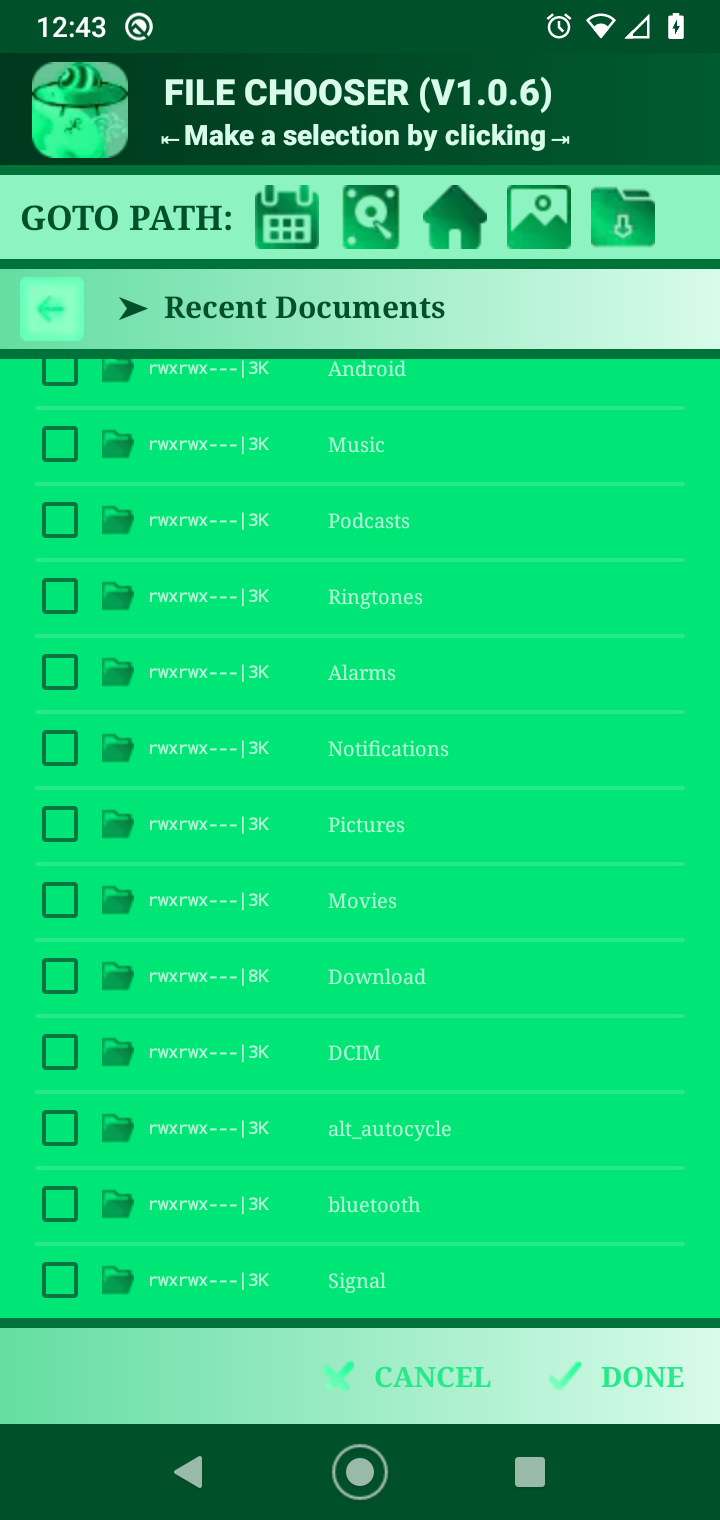 12:43
FILE CHOOSER (V1.0.6)
⇤ Make a selection by clicking ⇥
GOTO PATH:
➤ Recent Documents
rwxrwx---|3K Android
rwxrwx---|3K Music
rwxrwx---|3K Podcasts
rwxrwx---|3K Ringtones
rwxrwx---|3K Alarms
rwxrwx---|3K Notifications
rwxrwx---|3K Pictures
rwxrwx---|3K Movies
rwxrwx---|8K Download
rwxrwx---|3K DCIM
rwxrwx---|3K alt_autocycle
rwxrwx---|3K bluetooth
rwxrwx---|3K Signal
CANCEL DONE